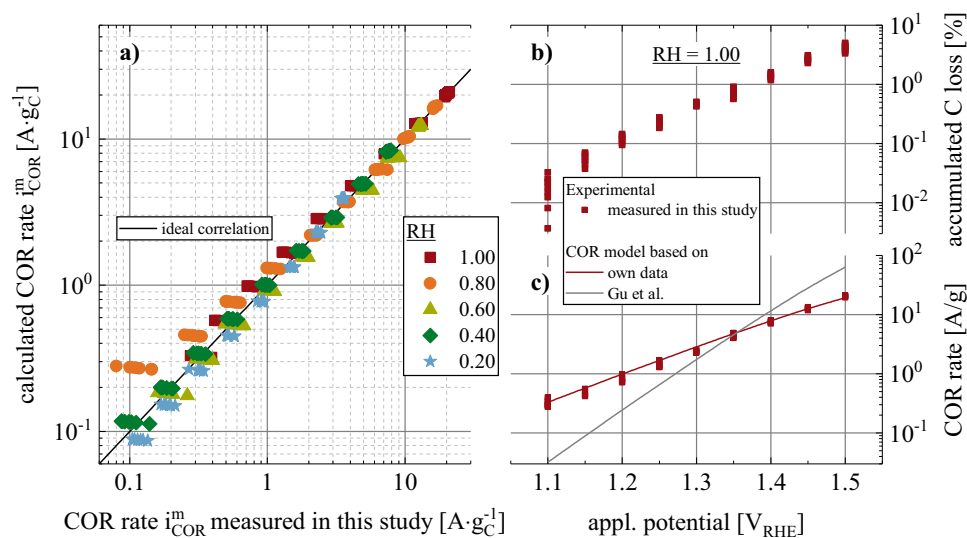 a)
calculated COR rate i^m_COR [A·g_C^-1]
10^1
10^0
10^-1
ideal correlation
RH
1.00
0.80
0.60
0.40
0.20
0.1
1
10
COR rate i^m_COR measured in this study [A·g_C^-1]
b)
RH = 1.00
10^1
10^0
10^-1
10^-2
accumulated C loss [%]
Experimental
measured in this study
COR model based on
own data
Gu et al.
c)
10^2
10^1
10^0
10^-1
COR rate [A/g]
1.1
1.2
1.3
1.4
1.5
appl. potential [V_RHE]